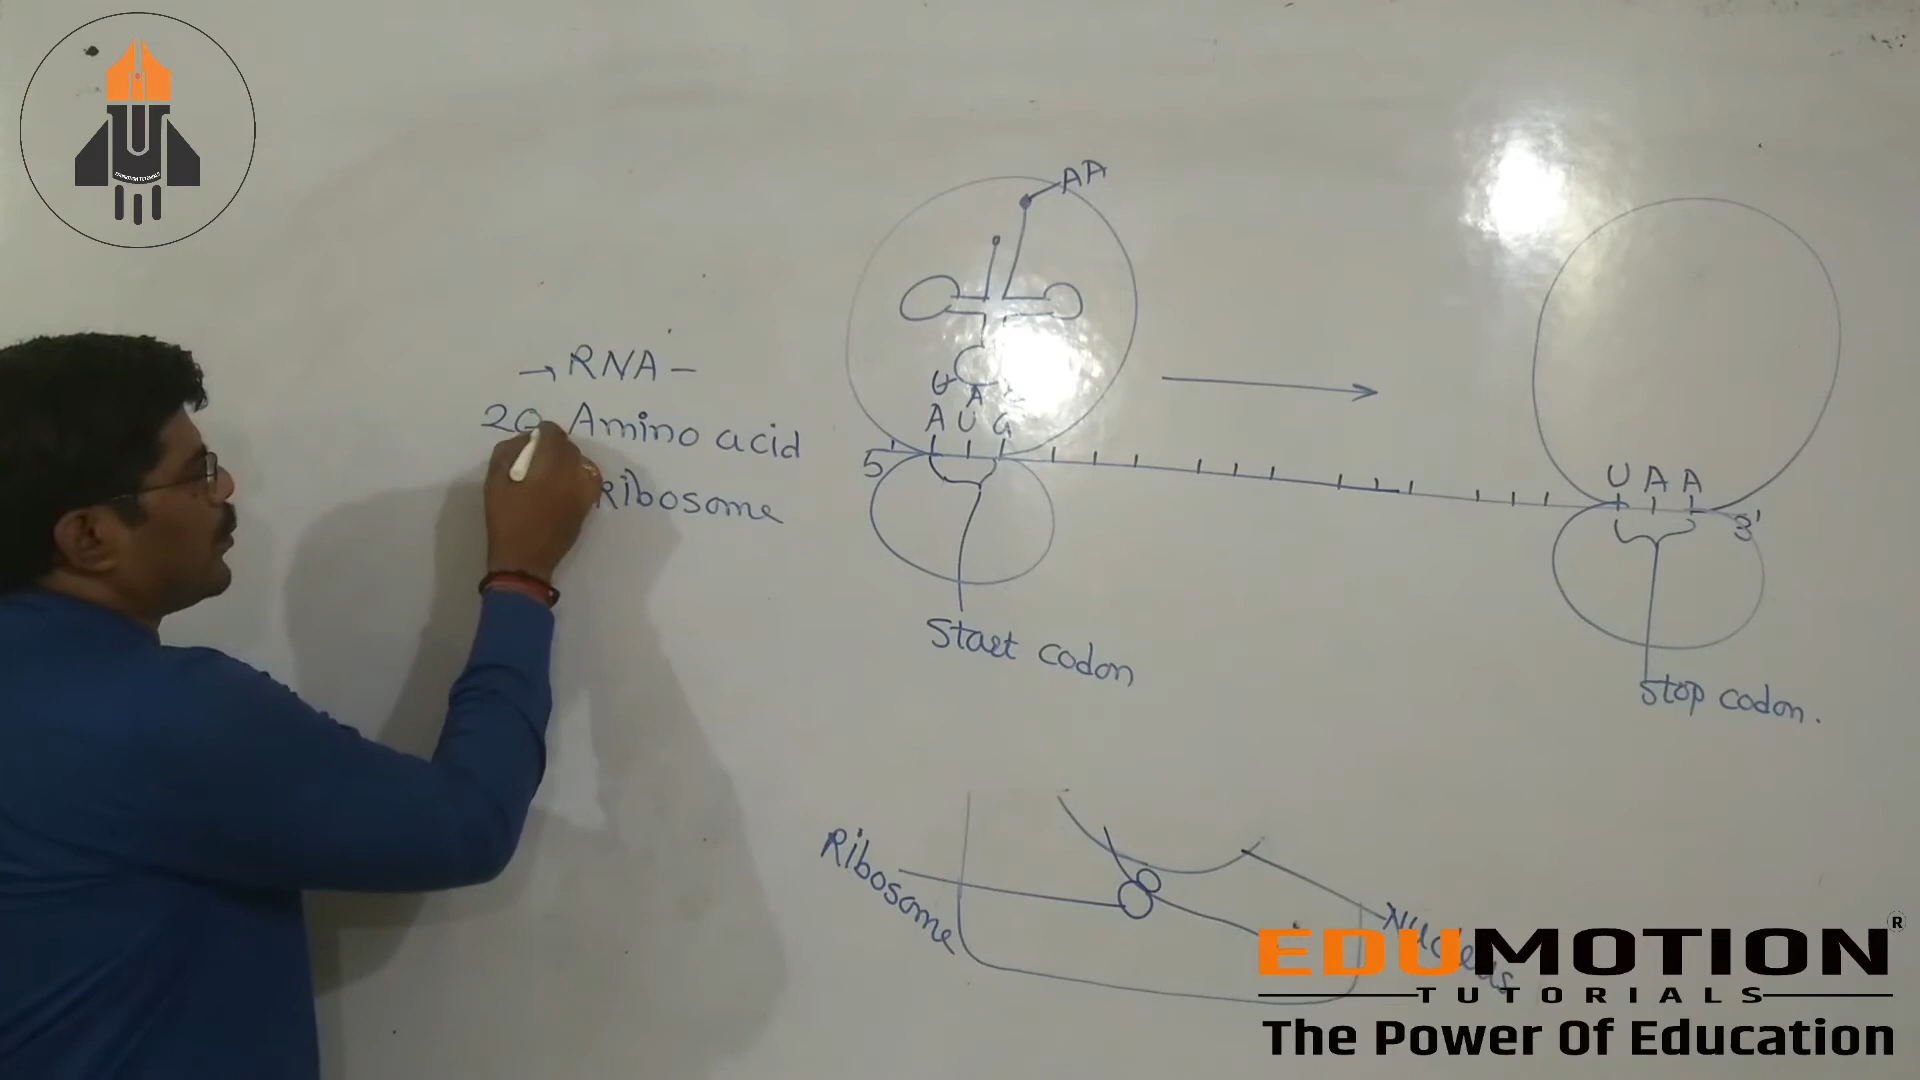 → RNA –
20 Amino acid
Ribosome
AA
A
A U G
5'
Start codon
U A A
3'
Stop codon.
Ribosome
Nucleus
EDUMOTION®
TUTORIALS
The Power Of Education